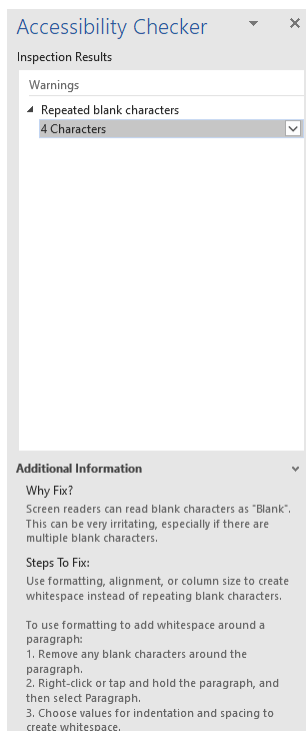 Accessibility Checker
Inspection Results
Warnings
Repeated blank characters
4 Characters
Additional Information
Why Fix?
Screen readers can read blank characters as "Blank".
This can be very irritating, especially if there are
multiple blank characters.
Steps To Fix:
Use formatting, alignment, or column size to create
whitespace instead of repeating blank characters.
To use formatting to add whitespace around a
paragraph:
1. Remove any blank characters around the
paragraph.
2. Right-click or tap and hold the paragraph, and
then select Paragraph.
3. Choose values for indentation and spacing to
create whitespace.